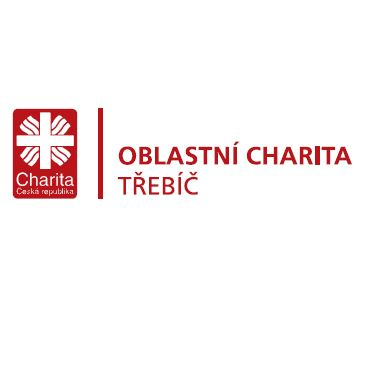 Charita
Česká republika
OBLASTNÍ CHARITA
TŘEBÍČ